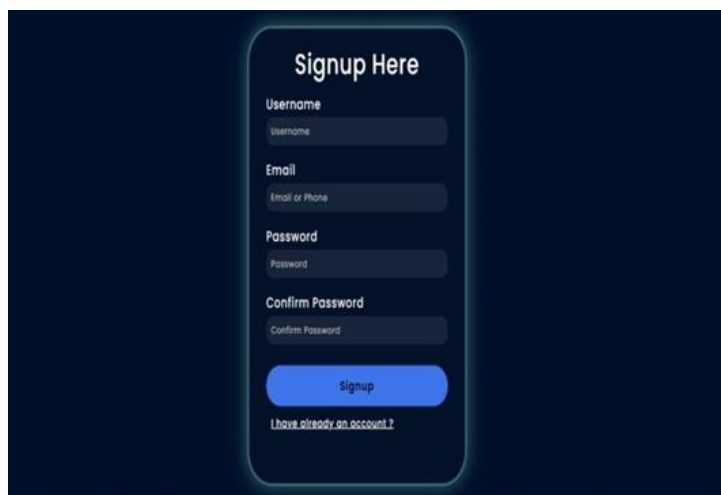 Signup Here
Username
Username
Email
Email or Phone
Password
Password
Confirm Password
Confirm Password
Signup
I have already an account ?